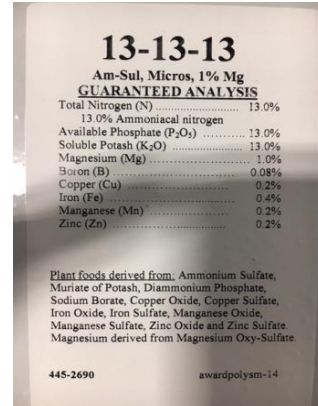 13-13-13
Am-Sul, Micros, 1% Mg
GUARANTEED ANALYSIS
Total Nitrogen (N) ........................ 13.0%
13.0% Ammoniacal nitrogen
Available Phosphate (P₂O₅) ........... 13.0%
Soluble Potash (K₂O) ..................... 13.0%
Magnesium (Mg) ............................ 1.0%
Boron (B) ........................................ 0.08%
Copper (Cu) .................................... 0.2%
Iron (Fe) .......................................... 0.4%
Manganese (Mn) ............................. 0.2%
Zinc (Zn) ......................................... 0.2%
Plant foods derived from: Ammonium Sulfate,
Muriate of Potash, Diammonium Phosphate,
Sodium Borate, Copper Oxide, Copper Sulfate,
Iron Oxide, Iron Sulfate, Manganese Oxide,
Manganese Sulfate, Zinc Oxide and Zinc Sulfate.
Magnesium derived from Magnesium Oxy-Sulfate.
445-2690 awardpolysm-14